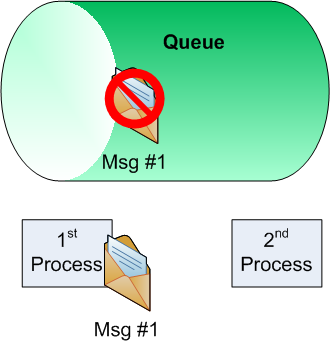 Queue
Msg #1
1st
Process
2nd
Process
Msg #1